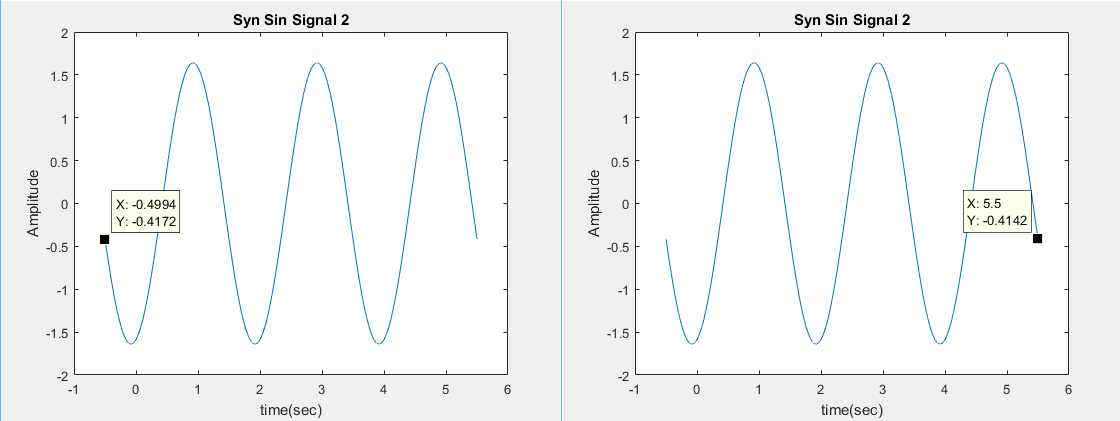 Syn Sin Signal 2
2
1.5
1
0.5
0
-0.5
-1
-1.5
-2
Amplitude
X: -0.4994
Y: -0.4172
-1 0 1 2 3 4 5 6
time(sec)
Syn Sin Signal 2
2
1.5
1
0.5
0
-0.5
-1
-1.5
-2
Amplitude
X: 5.5
Y: -0.4142
-1 0 1 2 3 4 5 6
time(sec)